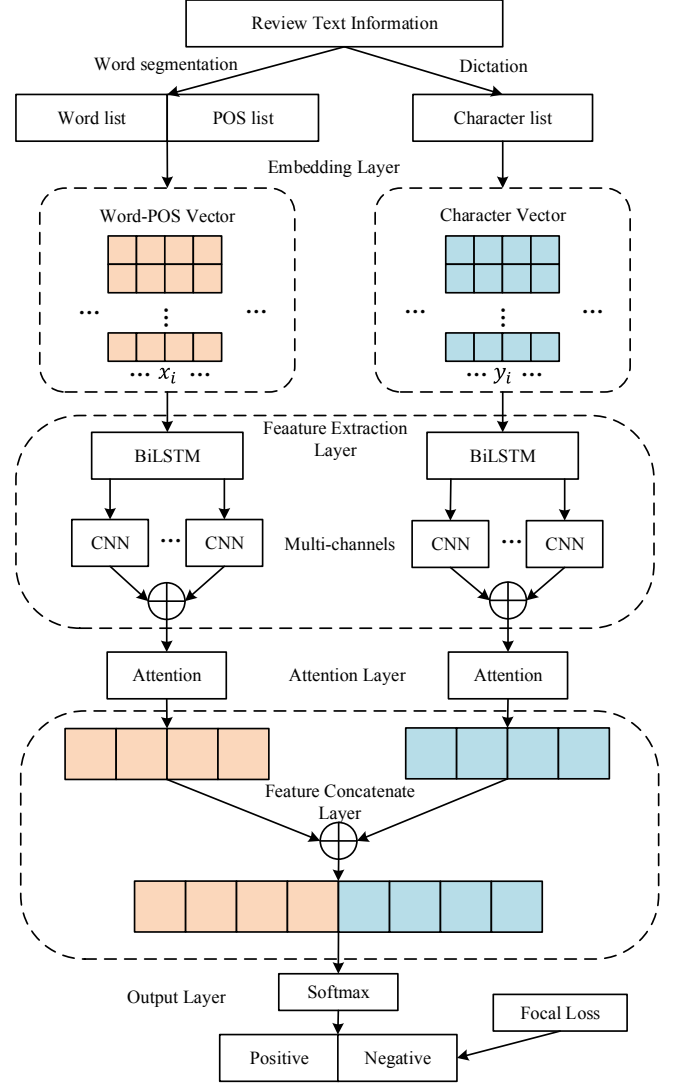 Review Text Information
Word segmentation
Dictation
Word list
POS list
Character list
Embedding Layer
Word-POS Vector
Character Vector
... ... ...
... ... ...
... x_i ...
... y_i ...
Feaature Extraction
Layer
BiLSTM
BiLSTM
CNN ... CNN
Multi-channels
CNN ... CNN
Attention
Attention Layer
Attention
Feature Concatenate
Layer
Output Layer
Softmax
Focal Loss
Positive
Negative